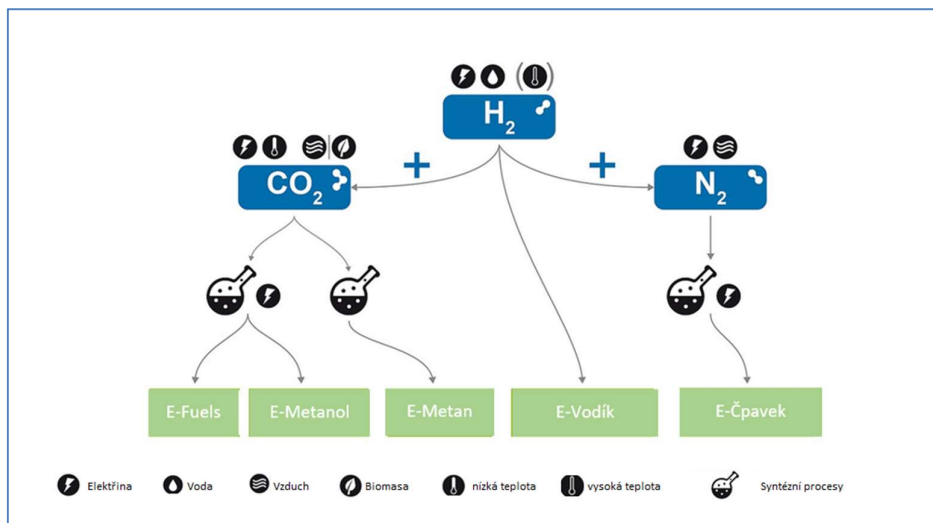 H2
CO2
+
+
N2
E-Fuels
E-Metanol
E-Metan
E-Vodík
E-Čpavek
Elektřina
Voda
Vzduch
Biomasa
nízká teplota
vysoká teplota
Syntézní procesy